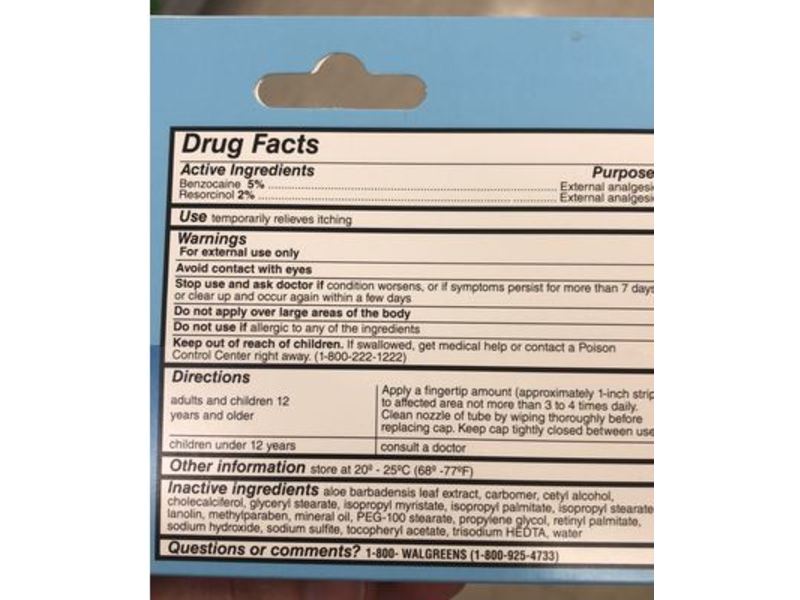 Drug Facts
Active Ingredients Purpose
Benzocaine 5% ........ External analgesi
Resorcinol 2% ........ External analgesi
Use temporarily relieves itching
Warnings
For external use only
Avoid contact with eyes
Stop use and ask doctor if condition worsens, or if symptoms persist for more than 7 days
or clear up and occur again within a few days
Do not apply over large areas of the body
Do not use if allergic to any of the ingredients
Keep out of reach of children. If swallowed, get medical help or contact a Poison
Control Center right away. (1-800-222-1222)
Directions
adults and children 12
years and older
Apply a fingertip amount (approximately 1-inch strip
to affected area not more than 3 to 4 times daily.
Clean nozzle of tube by wiping thoroughly before
replacing cap. Keep cap tightly closed between use
children under 12 years consult a doctor
Other information store at 20º - 25ºC (68º -77ºF)
Inactive ingredients aloe barbadensis leaf extract, carbomer, cetyl alcohol,
cholecalciferol, glyceryl stearate, isopropyl myristate, isopropyl palmitate, isopropyl stearate
lanolin, methylparaben, mineral oil, PEG-100 stearate, propylene glycol, retinyl palmitate,
sodium hydroxide, sodium sulfite, tocopheryl acetate, trisodium HEDTA, water
Questions or comments? 1-800- WALGREENS (1-800-925-4733)